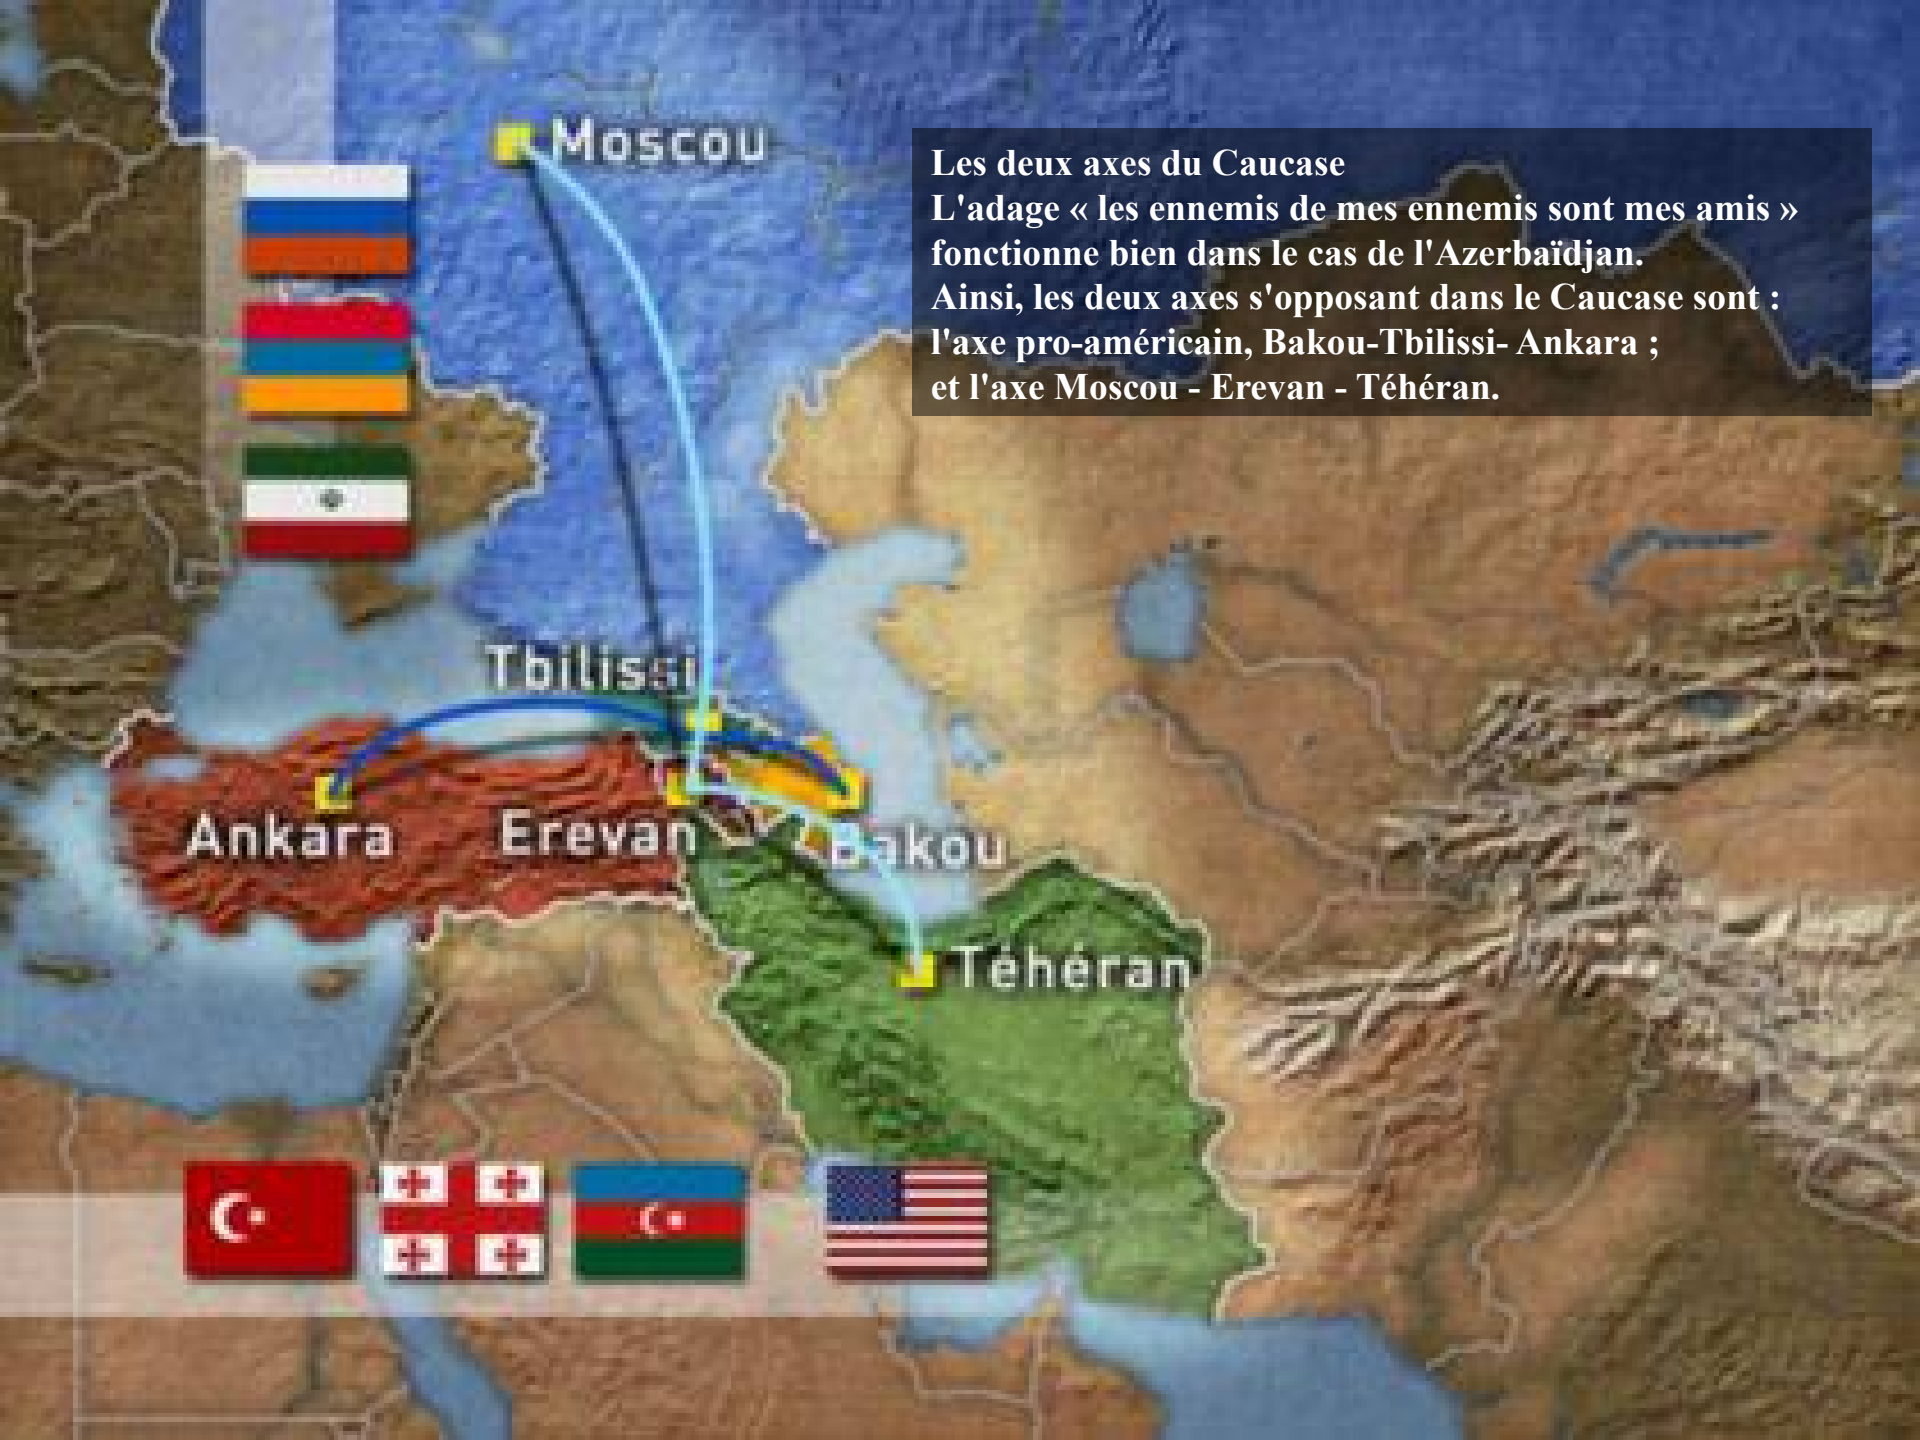 Moscou
Les deux axes du Caucase
L'adage « les ennemis de mes ennemis sont mes amis »
fonctionne bien dans le cas de l'Azerbaïdjan.
Ainsi, les deux axes s'opposant dans le Caucase sont :
l'axe pro-américain, Bakou-Tbilissi- Ankara ;
et l'axe Moscou - Erevan - Téhéran.
Tbilissi
Ankara
Erevan
Bakou
Téhéran